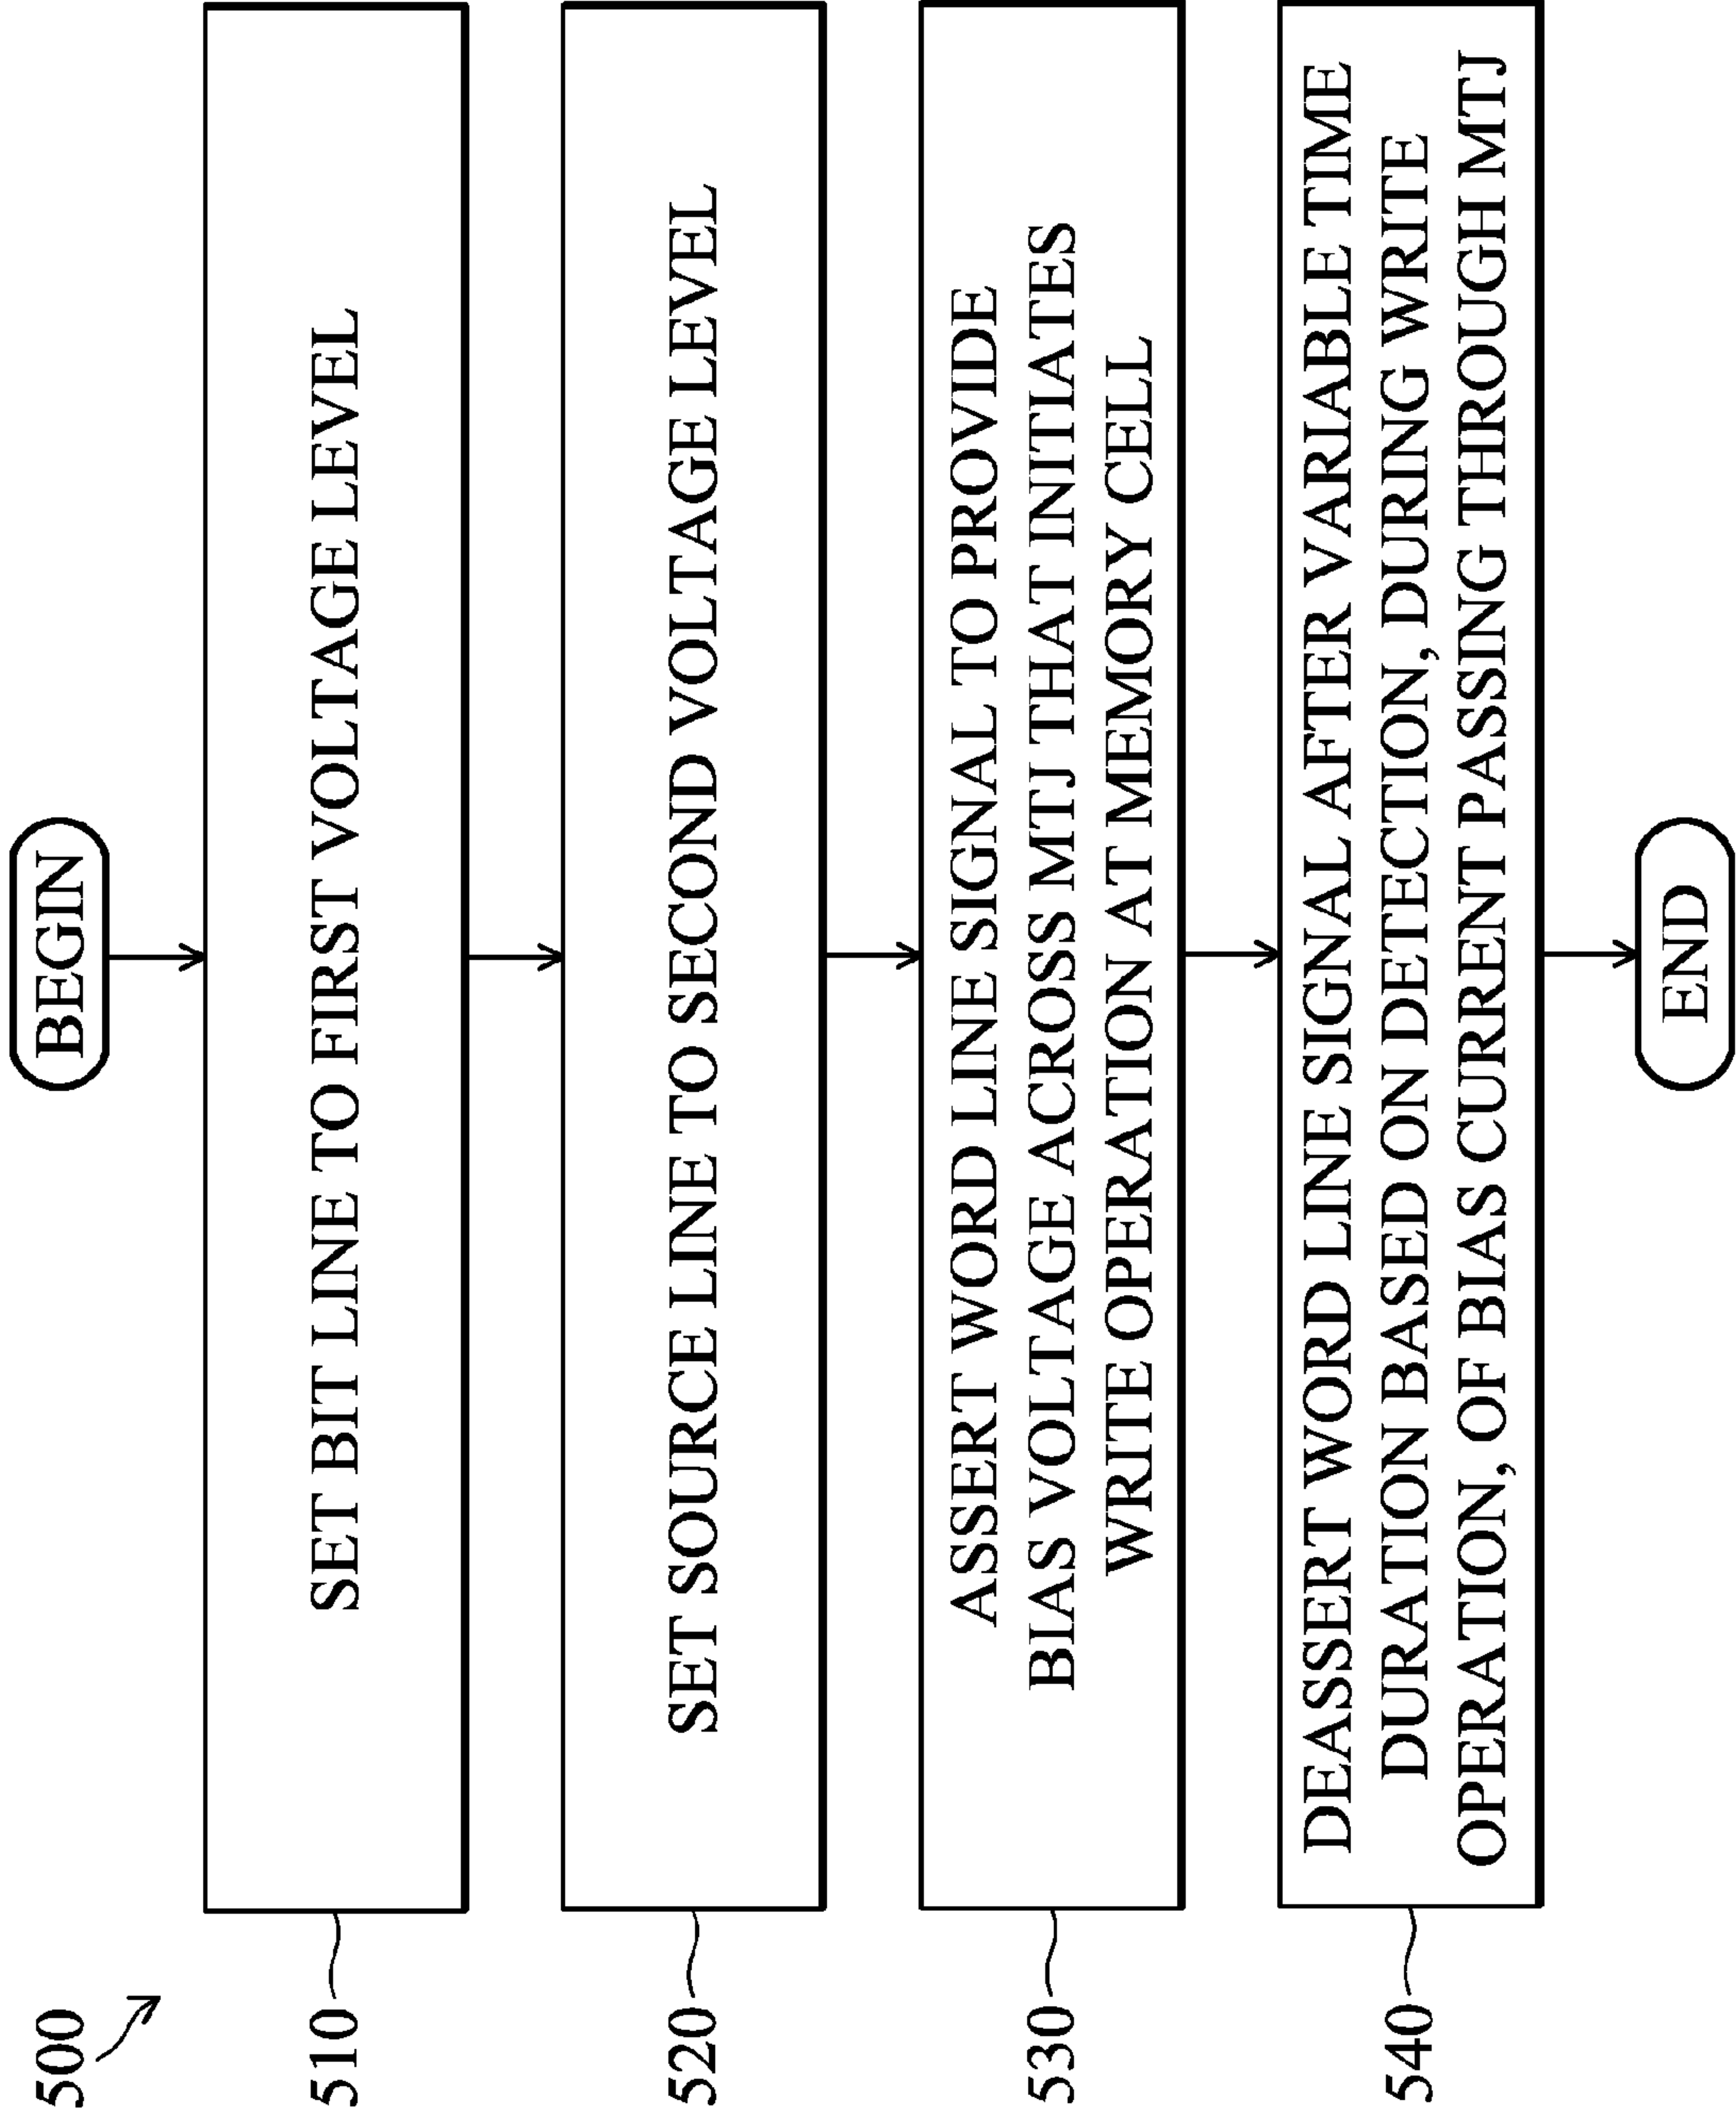 500
BEGIN
510
SET BIT LINE TO FIRST VOLTAGE LEVEL
520
SET SOURCE LINE TO SECOND VOLTAGE LEVEL
530
ASSERT WORD LINE SIGNAL TO PROVIDE
BIAS VOLTAGE ACROSS MTJ THAT INITIATES
WRITE OPERATION AT MEMORY CELL
540
DEASSERT WORD LINE SIGNAL AFTER VARIABLE TIME
DURATION BASED ON DETECTION, DURING WRITE
OPERATION, OF BIAS CURRENT PASSING THROUGH MTJ
END